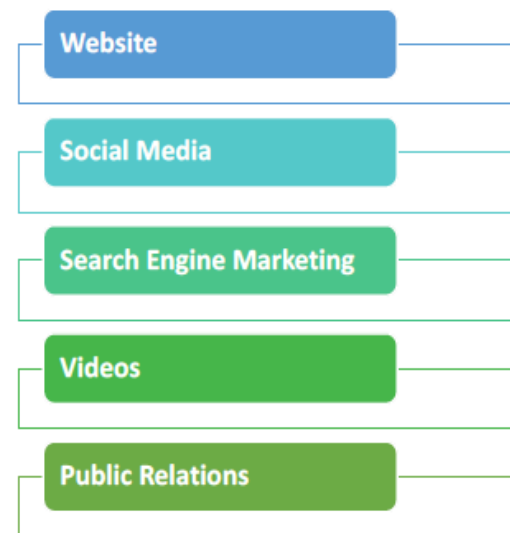 Website
Social Media
Search Engine Marketing
Videos
Public Relations